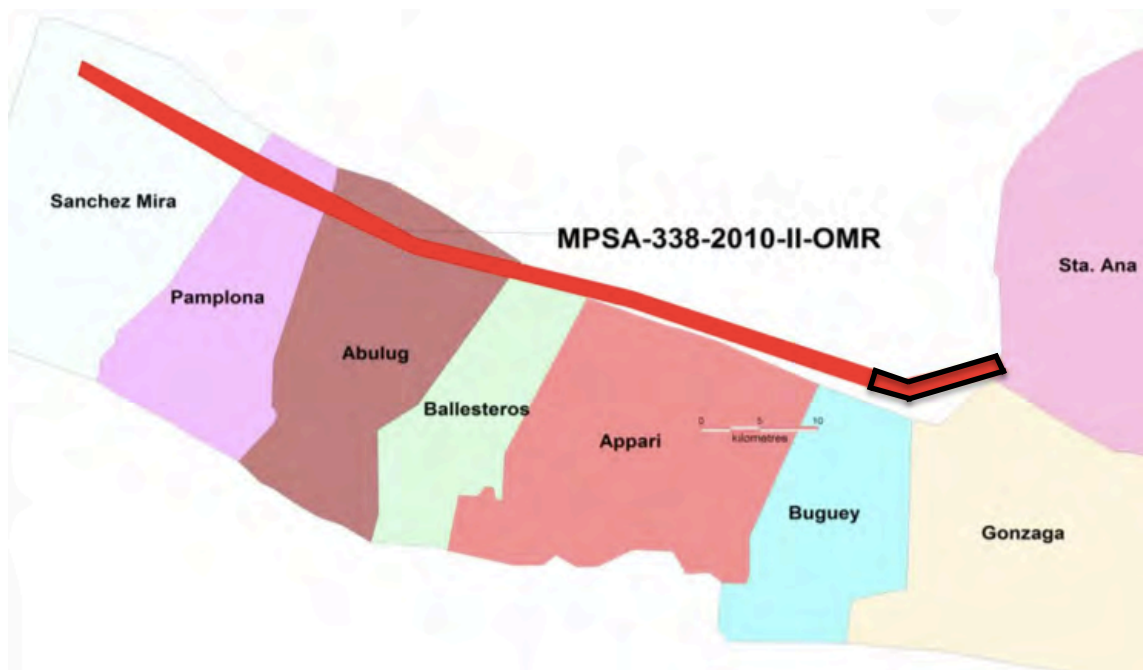 Sanchez Mira
MPSA-338-2010-II-OMR
Sta. Ana
Pamplona
Abulug
Ballesteros
0 5 10
kilometres
Appari
Buguey
Gonzaga